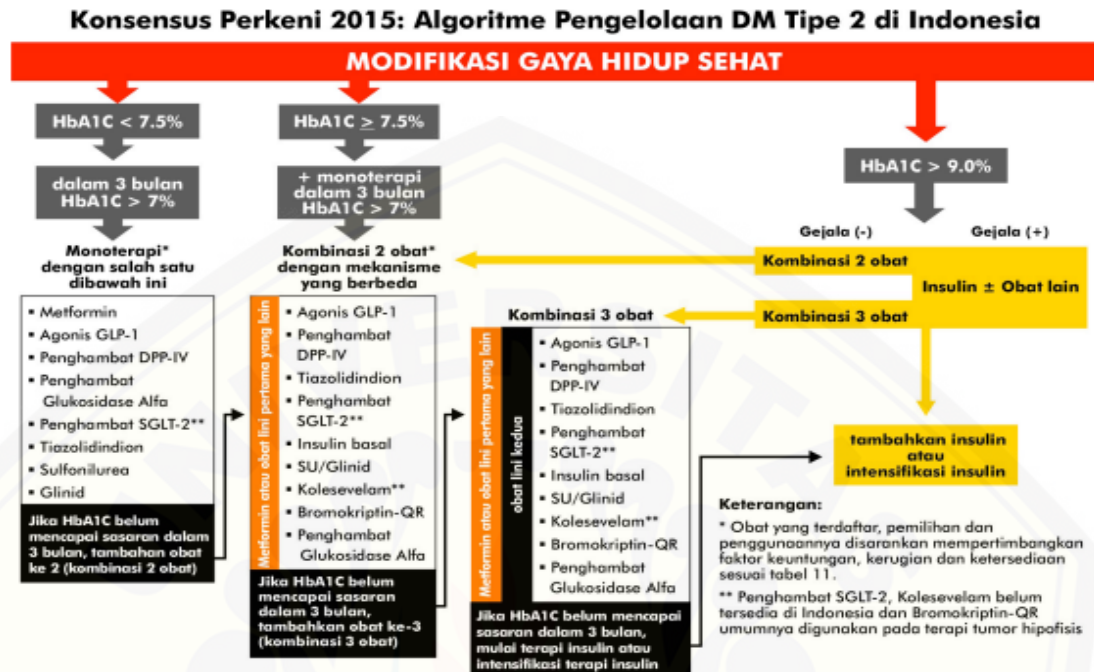 Konsensus Perkeni 2015: Algoritme Pengelolaan DM Tipe 2 di Indonesia
MODIFIKASI GAYA HIDUP SEHAT
HbA1C < 7.5%
dalam 3 bulan
HbA1C > 7%
Monoterapi*
dengan salah satu
dibawah ini
▪ Metformin
▪ Agonis GLP-1
▪ Penghambat DPP-IV
▪ Penghambat
Glukosidase Alfa
▪ Penghambat SGLT-2**
▪ Tiazolidindion
▪ Sulfonilurea
▪ Glinid
Jika HbA1C belum
mencapai sasaran dalam
3 bulan, tambahan obat
ke 2 (kombinasi 2 obat)
HbA1C ≥ 7.5%
+ monoterapi
dalam 3 bulan
HbA1C > 7%
Kombinasi 2 obat*
dengan mekanisme
yang berbeda
Metformin atau obat lini pertama yang lain
▪ Agonis GLP-1
▪ Penghambat
DPP-IV
▪ Tiazolidindion
▪ Penghambat
SGLT-2**
▪ Insulin basal
▪ SU/Glinid
▪ Kolesevelam**
▪ Bromokriptin-QR
▪ Penghambat
Glukosidase Alfa
Jika HbA1C belum
mencapai sasaran
dalam 3 bulan,
tambahkan obat ke-3
(kombinasi 3 obat)
Kombinasi 3 obat
Metformin atau obat lini pertama yang lain
obat lini kedua
▪ Agonis GLP-1
▪ Penghambat
DPP-IV
▪ Tiazolidindion
▪ Penghambat
SGLT-2**
▪ Insulin basal
▪ SU/Glinid
▪ Kolesevelam**
▪ Bromokriptin-QR
▪ Penghambat
Glukosidase Alfa
Jika HbA1C belum mencapai
sasaran dalam 3 bulan,
mulai terapi insulin atau
intensifikasi terapi insulin
HbA1C > 9.0%
Gejala (-)
Gejala (+)
Kombinasi 2 obat
Insulin ± Obat lain
Kombinasi 3 obat
tambahkan insulin
atau
intensifikasi insulin
Keterangan:
* Obat yang terdaftar, pemilihan dan
penggunaannya disarankan mempertimbangkan
faktor keuntungan, kerugian dan ketersediaan
sesuai tabel 11.
** Penghambat SGLT-2, Kolesevelam belum
tersedia di Indonesia dan Bromokriptin-QR
umumnya digunakan pada terapi tumor hipofisis
UNIVERSITAS